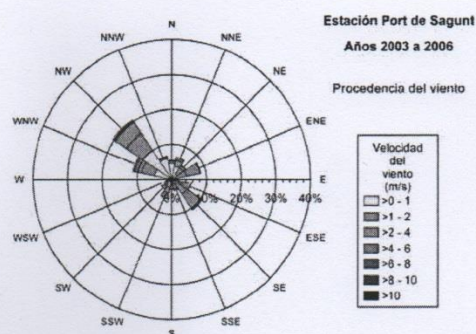 Estación Port de Sagunt
Años 2003 a 2006
Procedencia del viento
N
NNW
NNE
NW
NE
WNW
ENE
W
E
0%
10%
20%
30%
40%
WSW
ESE
SW
SE
SSW
SSE
S
Velocidad
del
viento
(m/s)
>0 - 1
>1 - 2
>2 - 4
>4 - 6
>6 - 8
>8 - 10
>10